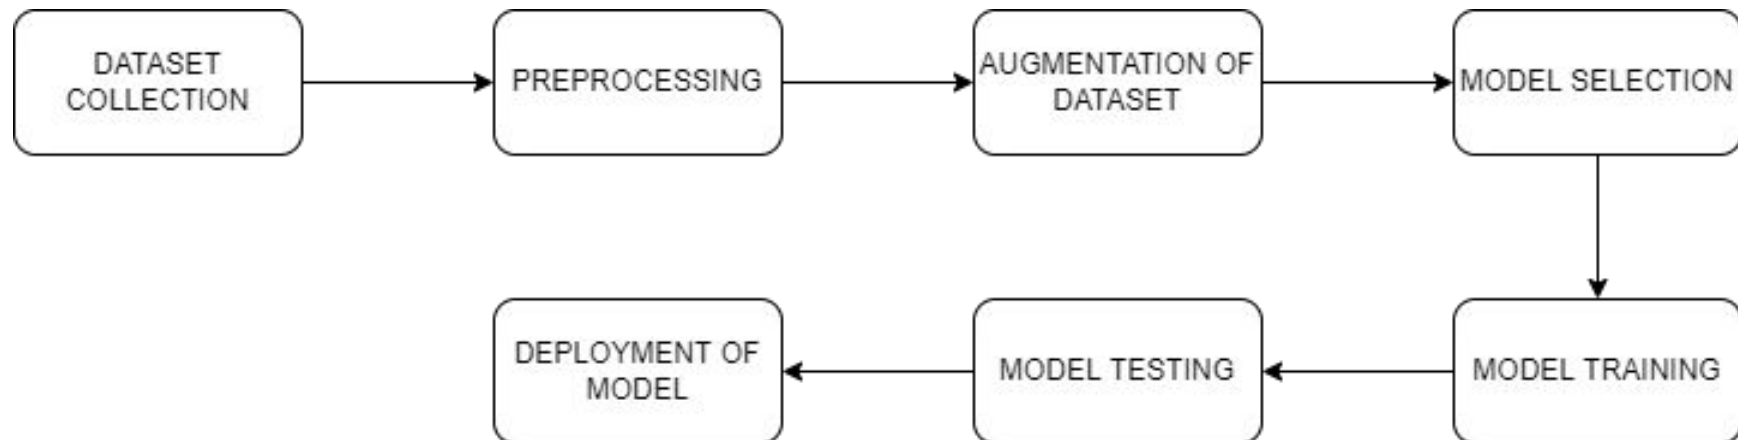 DATASET
COLLECTION
PREPROCESSING
AUGMENTATION OF
DATASET
MODEL SELECTION
MODEL TRAINING
MODEL TESTING
DEPLOYMENT OF
MODEL